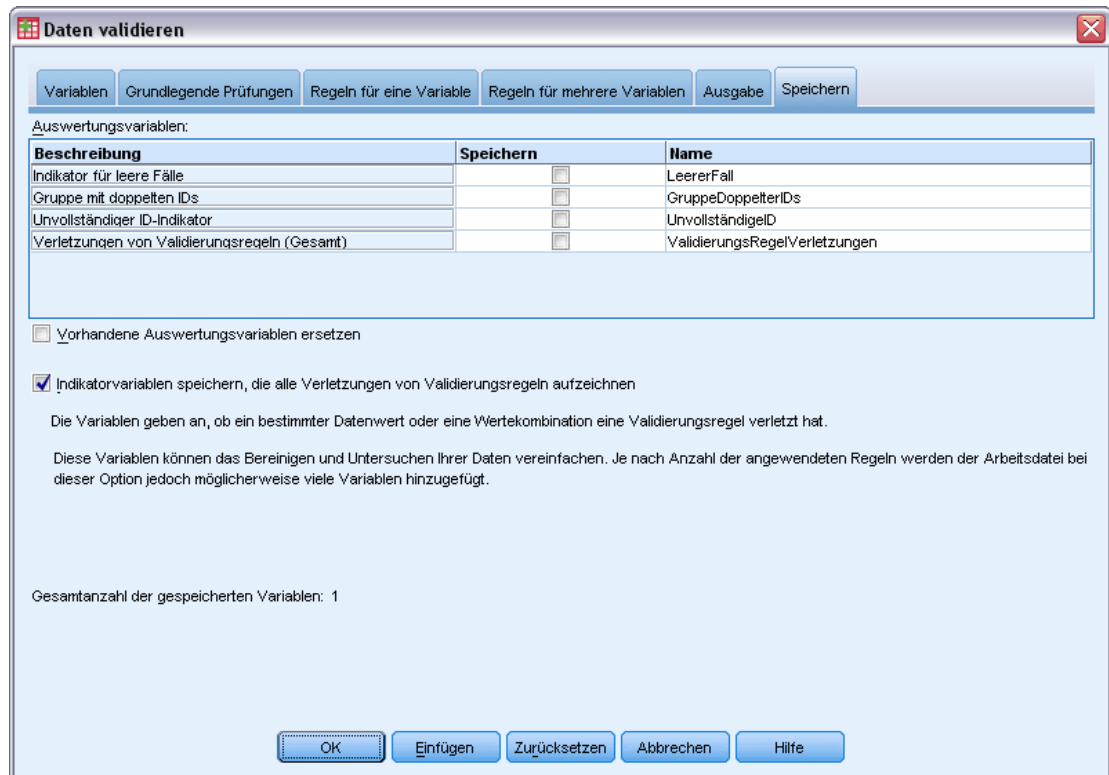 Daten validieren
Variablen Grundlegende Prüfungen Regeln für eine Variable Regeln für mehrere Variablen Ausgabe Speichern
Auswertungsvariablen:
Beschreibung Speichern Name
Indikator für leere Fälle LeererFall
Gruppe mit doppelten IDs GruppeDoppelterIDs
Unvollständiger ID-Indikator UnvollständigeID
Verletzungen von Validierungsregeln (Gesamt) ValidierungsRegelVerletzungen
Vorhandene Auswertungsvariablen ersetzen
Indikatorvariablen speichern, die alle Verletzungen von Validierungsregeln aufzeichnen
Die Variablen geben an, ob ein bestimmter Datenwert oder eine Wertekombination eine Validierungsregel verletzt hat.
Diese Variablen können das Bereinigen und Untersuchen Ihrer Daten vereinfachen. Je nach Anzahl der angewendeten Regeln werden der Arbeitsdatei bei
dieser Option jedoch möglicherweise viele Variablen hinzugefügt.
Gesamtanzahl der gespeicherten Variablen: 1
OK Einfügen Zurücksetzen Abbrechen Hilfe